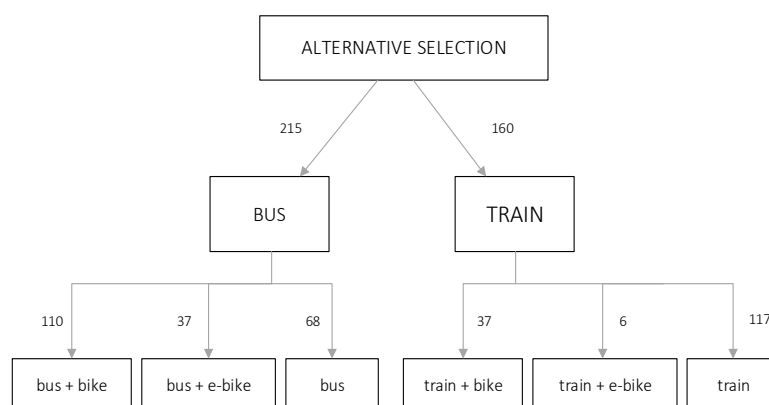 ALTERNATIVE SELECTION
215
160
BUS
TRAIN
110
37
68
37
6
117
bus + bike
bus + e-bike
bus
train + bike
train + e-bike
train